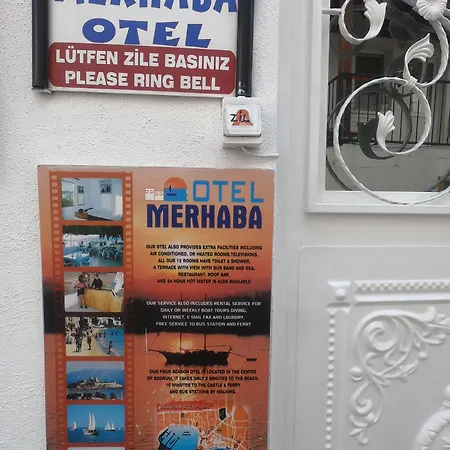 MERHABA
OTEL
LÜTFEN ZİLE BASINIZ
PLEASE RING BELL
ZİL
OTEL
MERHABA
OUR OTEL ALSO PROVIDES EXTRA FACILITIES INCLUDING
AIR CONDITIONED, OR HEATED ROOMS, TELEVISIONS,
ALL OUR 12 ROOMS HAVE TOILET & SHOWER,
A TERRACE WITH VIEW WITH SUN BAND AND SEA,
RESTAURANT, ROOF BAR,
AND 24 HOUR HOT WATER IS ALSO AVAILABLE
OUR SERVICE ALSO INCLUDES RENTAL SERVICE FOR
DAILY OR WEEKLY BOAT TOURS DIVING,
INTERNET, E MAIL FAX AND LAUNDRY,
FREE SERVICE TO BUS STATION AND FERRY
OUR FOUR SEASON OTEL IS LOCATED IN THE CENTRE
OF BODRUM, IT TAKES ONLY 5 MINUTES TO THE BEACH,
10 MINUTES TO THE CASTLE & FERRY
AND BUS STATIONS BY WALKING.